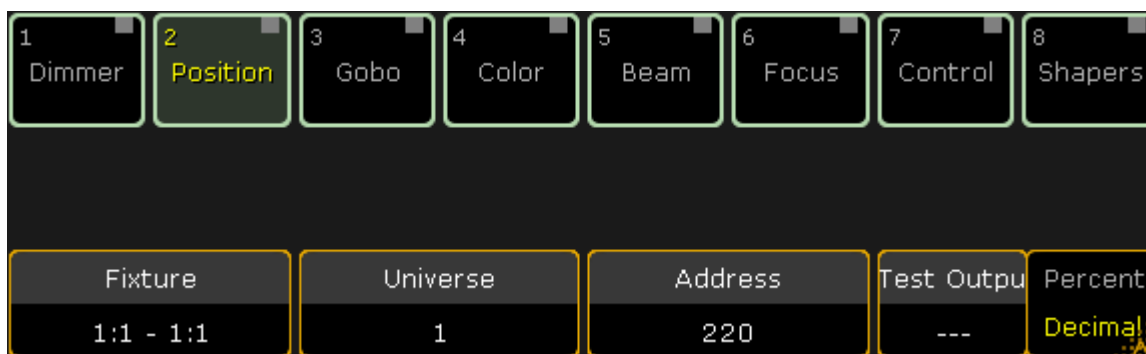 1 Dimmer
2 Position
3 Gobo
4 Color
5 Beam
6 Focus
7 Control
8 Shapers
Fixture Universe Address Test Outpu Percent
1:1 - 1:1 1 220 --- Decimal